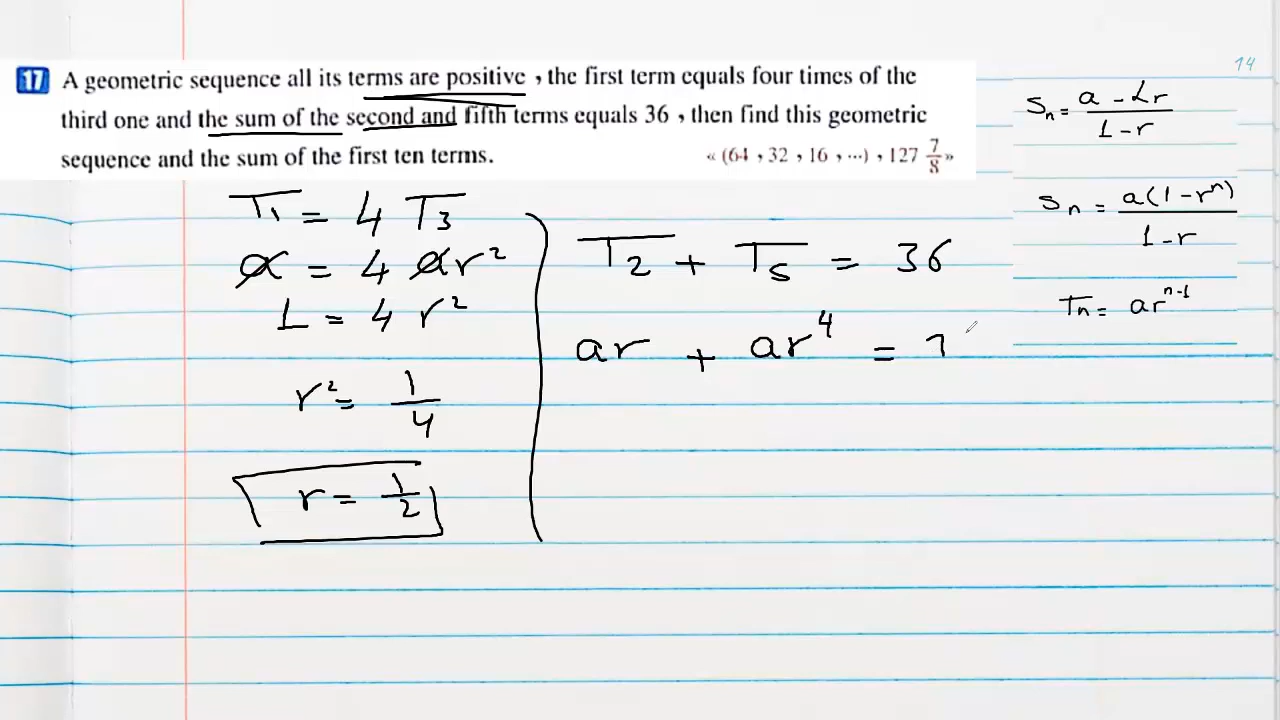 14
17 A geometric sequence all its terms are positive , the first term equals four times of the
third one and the sum of the second and fifth terms equals 36 , then find this geometric
sequence and the sum of the first ten terms. « (64 , 32 , 16 , ...) , 127 7/8 »
Sₙ = (a - Lr)/(1-r)
Sₙ = a(1-rⁿ)/(1-r)
Tₙ = arⁿ⁻¹
T₁ = 4 T₃
a = 4 ar²
1 = 4 r²
r² = 1/4
r = 1/2
T₂ + T₅ = 36
ar + ar⁴ =